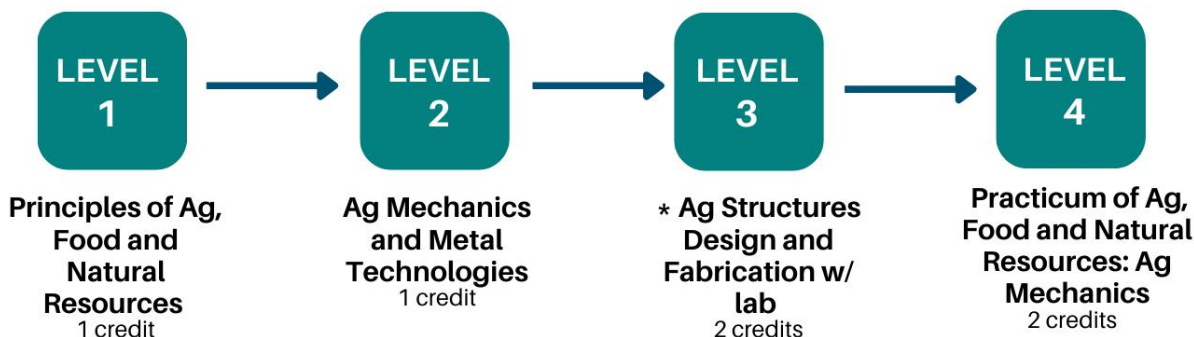 LEVEL
1
LEVEL
2
LEVEL
3
LEVEL
4
Principles of Ag,
Food and
Natural
Resources
1 credit
Ag Mechanics
and Metal
Technologies
1 credit
* Ag Structures
Design and
Fabrication w/
lab
2 credits
Practicum of Ag,
Food and Natural
Resources: Ag
Mechanics
2 credits